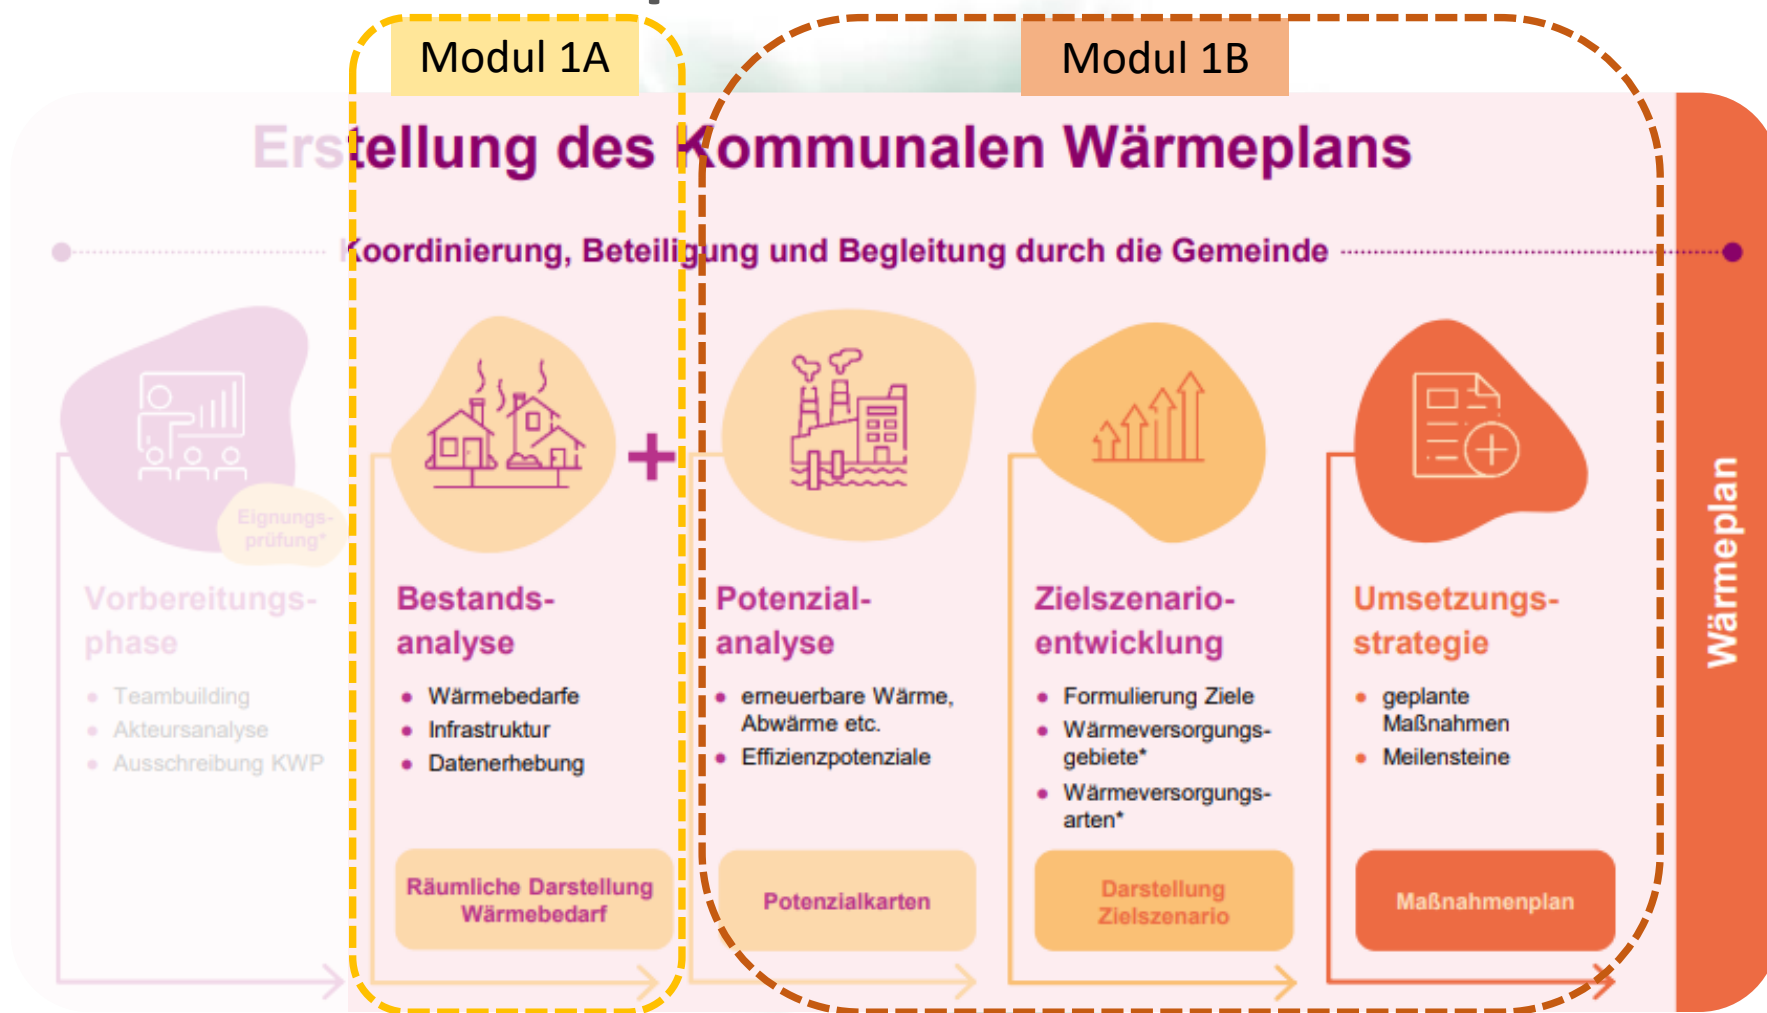 Modul 1A
Modul 1B
Erstellung des Kommunalen Wärmeplans
Koordinierung, Beteiligung und Begleitung durch die Gemeinde
Eignungs-
prüfung*
Vorbereitungs-
phase
• Teambuilding
• Akteursanalyse
• Ausschreibung KWP
Bestands-
analyse
• Wärmebedarfe
• Infrastruktur
• Datenerhebung
Räumliche Darstellung
Wärmebedarf
Potenzial-
analyse
• erneuerbare Wärme,
Abwärme etc.
• Effizienzpotenziale
Potenzialkarten
Zielszenario-
entwicklung
• Formulierung Ziele
• Wärmeversorgungs-
gebiete*
• Wärmeversorgungs-
arten*
Darstellung
Zielszenario
Umsetzungs-
strategie
• geplante
Maßnahmen
• Meilensteine
Maßnahmenplan
Wärmeplan